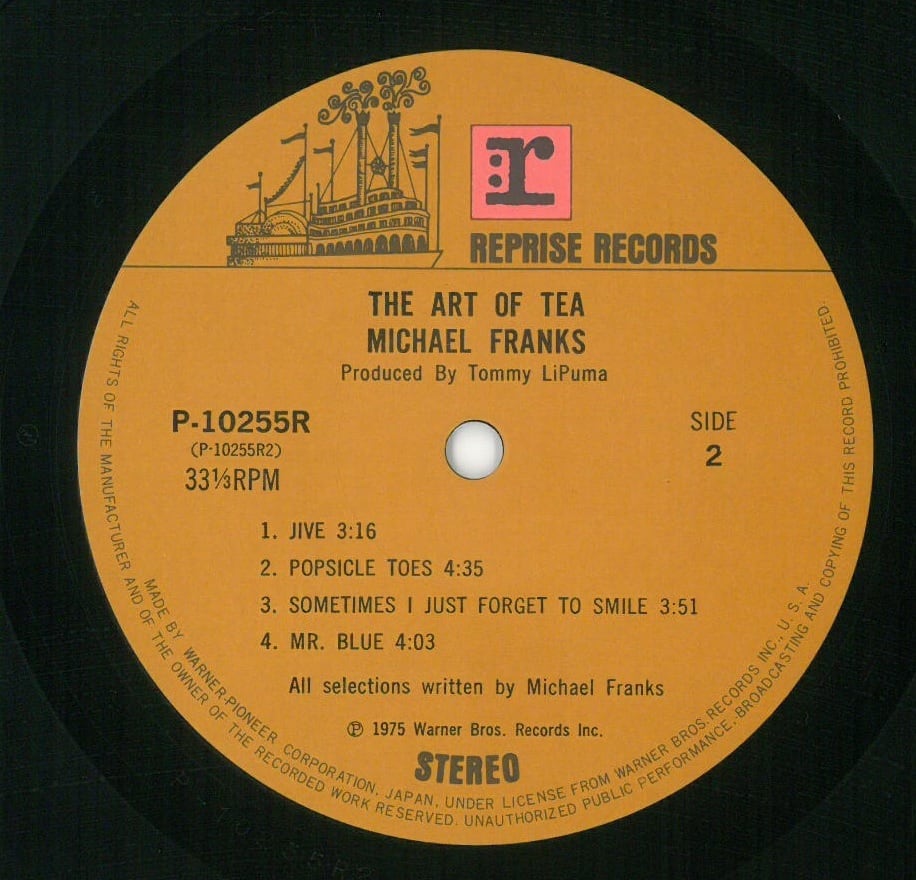 :r
REPRISE RECORDS
THE ART OF TEA
MICHAEL FRANKS
Produced By Tommy LiPuma
P-10255R
(P-10255R2)
33⅓RPM
SIDE
2
1. JIVE 3:16
2. POPSICLE TOES 4:35
3. SOMETIMES I JUST FORGET TO SMILE 3:51
4. MR. BLUE 4:03
All selections written by Michael Franks
℗ 1975 Warner Bros. Records Inc.
STEREO
MADE BY WARNER-PIONEER CORPORATION, JAPAN, UNDER LICENSE FROM WARNER BROS. RECORDS INC., U. S. A.
ALL RIGHTS OF THE MANUFACTURER AND OF THE OWNER OF THE RECORDED WORK RESERVED. UNAUTHORIZED PUBLIC PERFORMANCE, BROADCASTING AND COPYING OF THIS RECORD PROHIBITED.